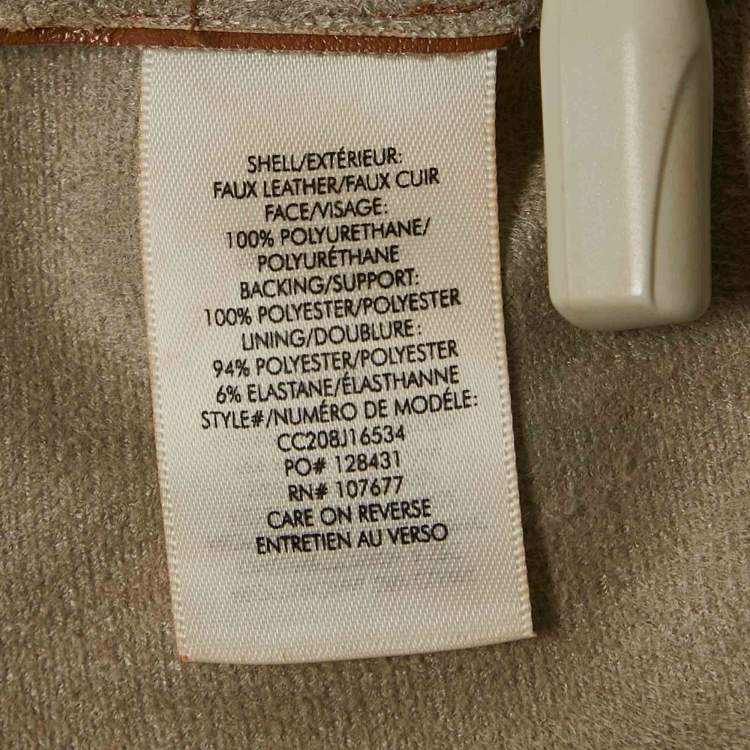 SHELL/EXTÉRIEUR:
FAUX LEATHER/FAUX CUIR
FACE/VISAGE:
100% POLYURETHANE/
POLYURÉTHANE
BACKING/SUPPORT:
100% POLYESTER/POLYESTER
LINING/DOUBLURE:
94% POLYESTER/POLYESTER
6% ELASTANE/ÉLASTHANNE
STYLE#/NUMÉRO DE MODÉLE:
CC208J16534
PO# 128431
RN# 107677
CARE ON REVERSE
ENTRETIEN AU VERSO